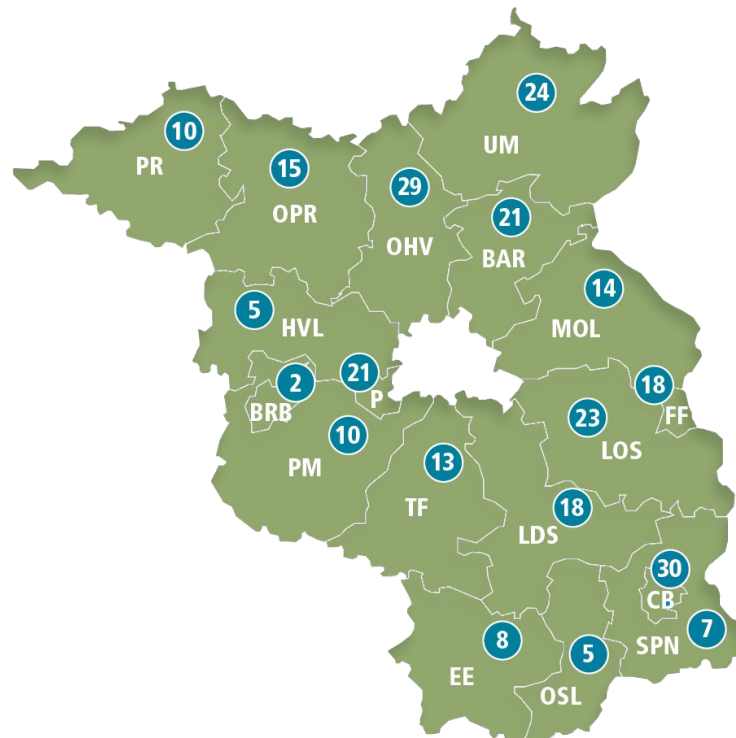 24
10
UM
PR
15
29
OPR
21
OHV
BAR
14
5
HVL
MOL
21
2
18
P
BRB
FF
23
10
LOS
PM
13
TF
18
LDS
30
CB
7
8
SPN
5
EE
OSL